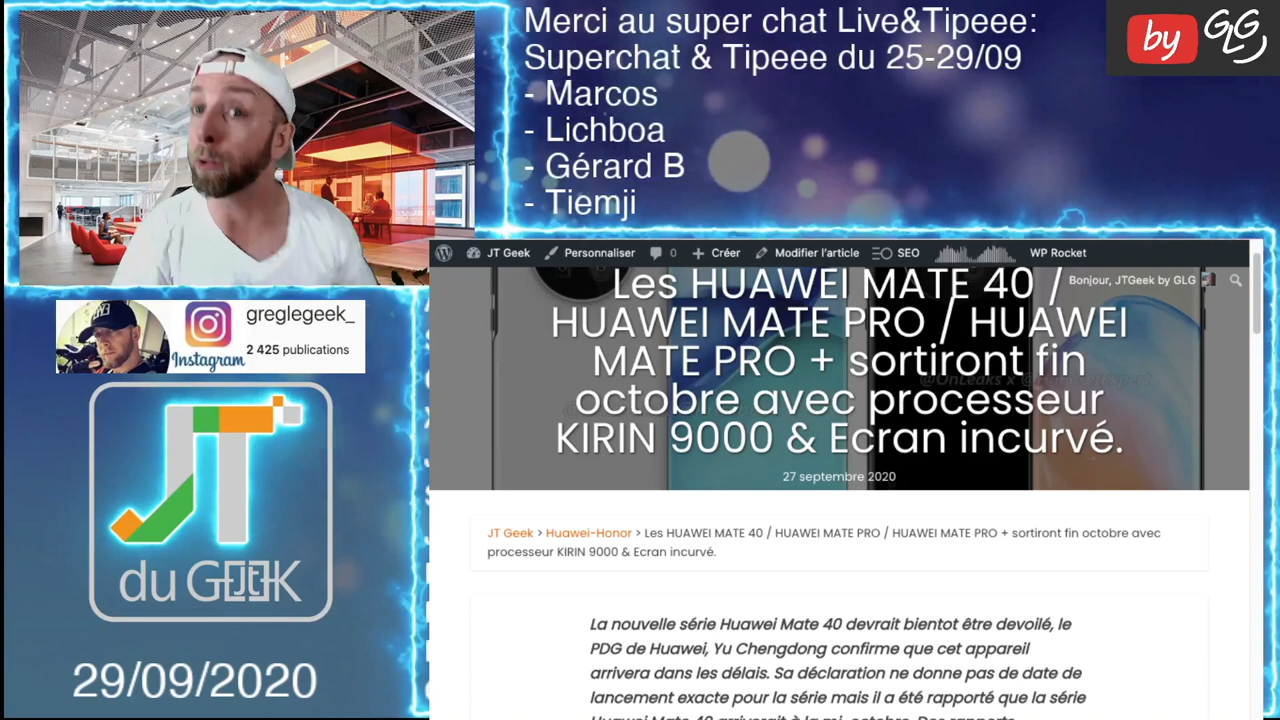 Merci au super chat Live&Tipeee:
Superchat & Tipeee du 25-29/09
- Marcos
- Lichboa
- Gérard B
- Tiemji
by GLG
greglegeek_
Instagram
2 425 publications
JT
du GEEK
29/09/2020
JT Geek Personnaliser 0 Créer Modifier l'article SEO WP Rocket
Bonjour, JTGeek by GLG
Les HUAWEI MATE 40 /
HUAWEI MATE PRO / HUAWEI
MATE PRO + sortiront fin
octobre avec processeur
KIRIN 9000 & Ecran incurvé.
27 septembre 2020
JT Geek > Huawei-Honor > Les HUAWEI MATE 40 / HUAWEI MATE PRO / HUAWEI MATE PRO + sortiront fin octobre avec
processeur KIRIN 9000 & Ecran incurvé.
La nouvelle série Huawei Mate 40 devrait bientot être devoilé, le
PDG de Huawei, Yu Chengdong confirme que cet appareil
arrivera dans les délais. Sa déclaration ne donne pas de date de
lancement exacte pour la série mais il a été rapporté que la série